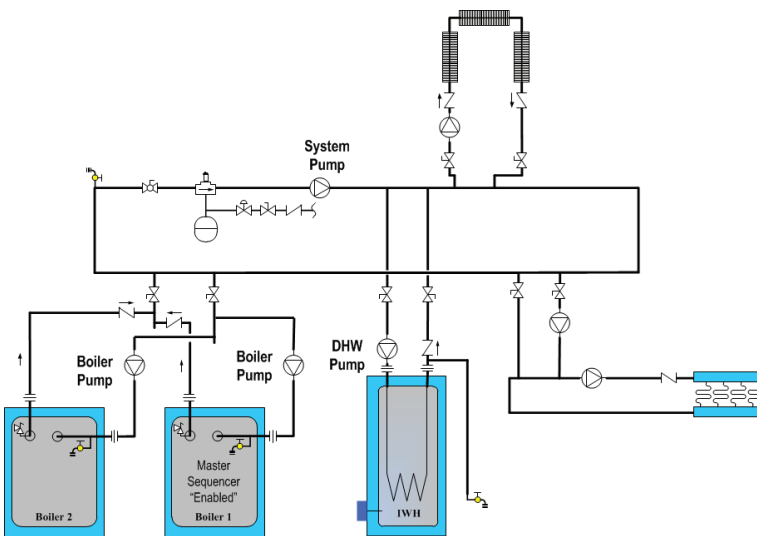 System
Pump
Boiler
Pump
Boiler
Pump
DHW
Pump
Master
Sequencer
“Enabled”
Boiler 2
Boiler 1
IWH